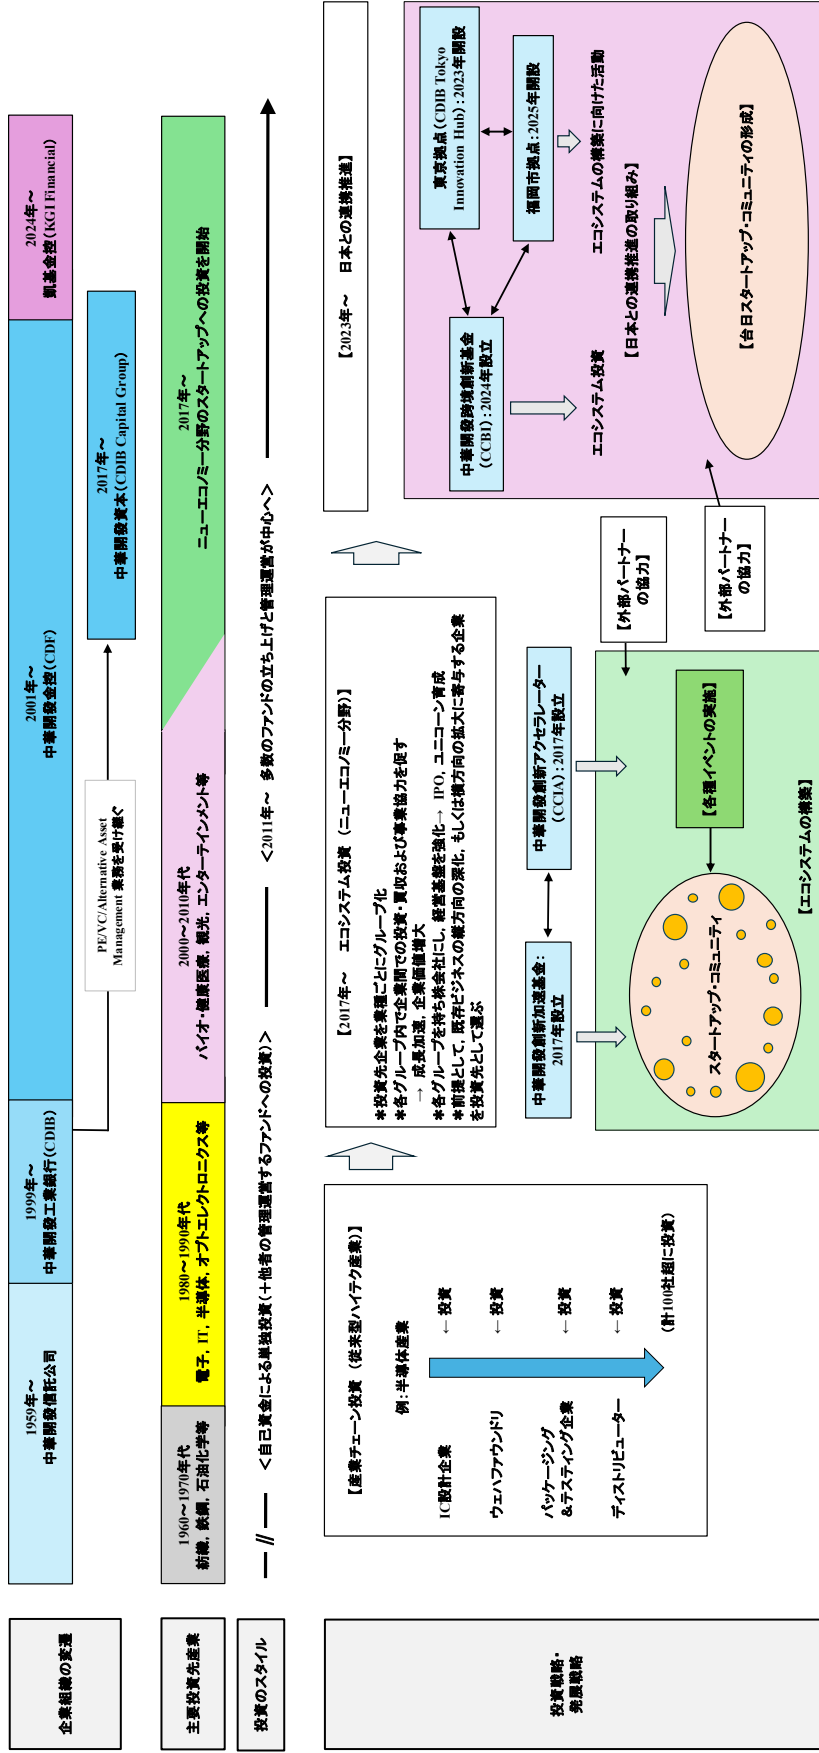 企業組織の変遷
1959年～
中華開發信託公司
1999年～
中華開發工業銀行(CDIB)
2001年～
中華開發金控(CDF)
2024年～
凱基金控(KGI Financial)
PE/VC/Alternative Asset
Management 業務を受け継ぐ
2017年～
中華開發資本(CDIB Capital Group)
主要投資先産業
1960～1970年代
紡織, 鉄鋼, 石油化学等
1980～1990年代
電子, IT, 半導体, オプトエレクトロニクス等
2000～2010年代
バイオ・健康医療, 観光, エンターテインメント等
2017年～
ニューエコノミー分野のスタートアップへの投資を開始
投資のスタイル
＜自己資金による単独投資(＋他者の管理運営するファンドへの投資)＞
＜2011年～ 多数のファンドの立ち上げと管理運営が中心へ＞
投資戦略・
発展戦略
【産業チェーン投資（従来型ハイテク産業）】
例：半導体産業
IC設計企業
←投資
ウェハファウンドリ
←投資
パッケージング
&テスティング企業
←投資
ディストリビューター
←投資
(計100社超に投資)
【2017年～ エコシステム投資（ニューエコノミー分野）】
*投資先企業を業種ごとにグループ化
*各グループ内で企業間での投資・買収および事業協力を促す
→ 成長加速, 企業価値増大
*各グループを持ち株会社にし, 経営基盤を強化→ IPO, ユニコーン育成
*前提として, 既存ビジネスの縦方向の深化, もしくは横方向の拡大に寄与する企業
を投資先として選ぶ
中華開發創新加速基金：
2017年設立
中華開發創新アクセラレーター
(CCIA)：2017年設立
スタートアップ・コミュニティ
【各種イベントの実施】
【エコシステムの構築】
【外部パートナー
の協力】
【外部パートナー
の協力】
【2023年～ 日本との連携推進】
中華開發跨境創新基金
(CCBI)：2024年設立
東京拠点(CDIB Tokyo
Innovation Hub)：2023年開設
福岡市拠点：2025年開設
エコシステム投資
エコシステムの構築に向けた活動
【日本との連携推進の取り組み】
【台日スタートアップ・コミュニティの形成】